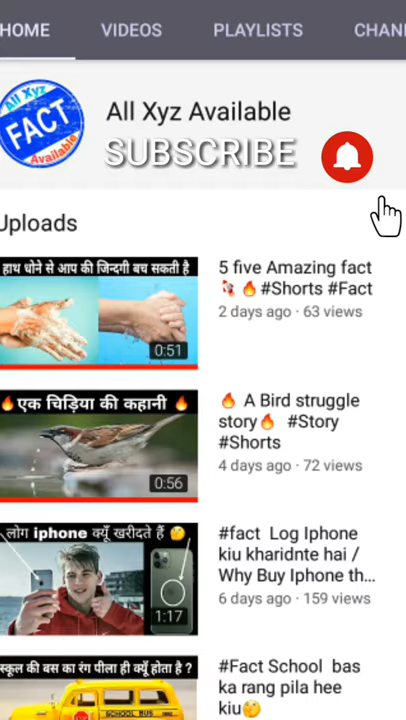 HOME VIDEOS PLAYLISTS CHAN
All Xyz
FACT
Available
All Xyz Available
SUBSCRIBE
Uploads
हाथ धोने से आप की जिन्दगी बच सकती है
0:51
5 five Amazing fact
🚀🔥#Shorts #Fact
2 days ago · 63 views
🔥एक चिड़िया की कहानी 🔥
0:56
🔥 A Bird struggle
story🔥 #Story
#Shorts
4 days ago · 72 views
लोग iphone क्यूँ खरीदते हैं 🤔
1:17
#fact Log Iphone
kiu kharidnte hai /
Why Buy Iphone th...
6 days ago · 159 views
स्कूल की बस का रंग पीला ही क्यूँ होता है ?
SCHOOL BUS
#Fact School bas
ka rang pila hee
kiu🤔